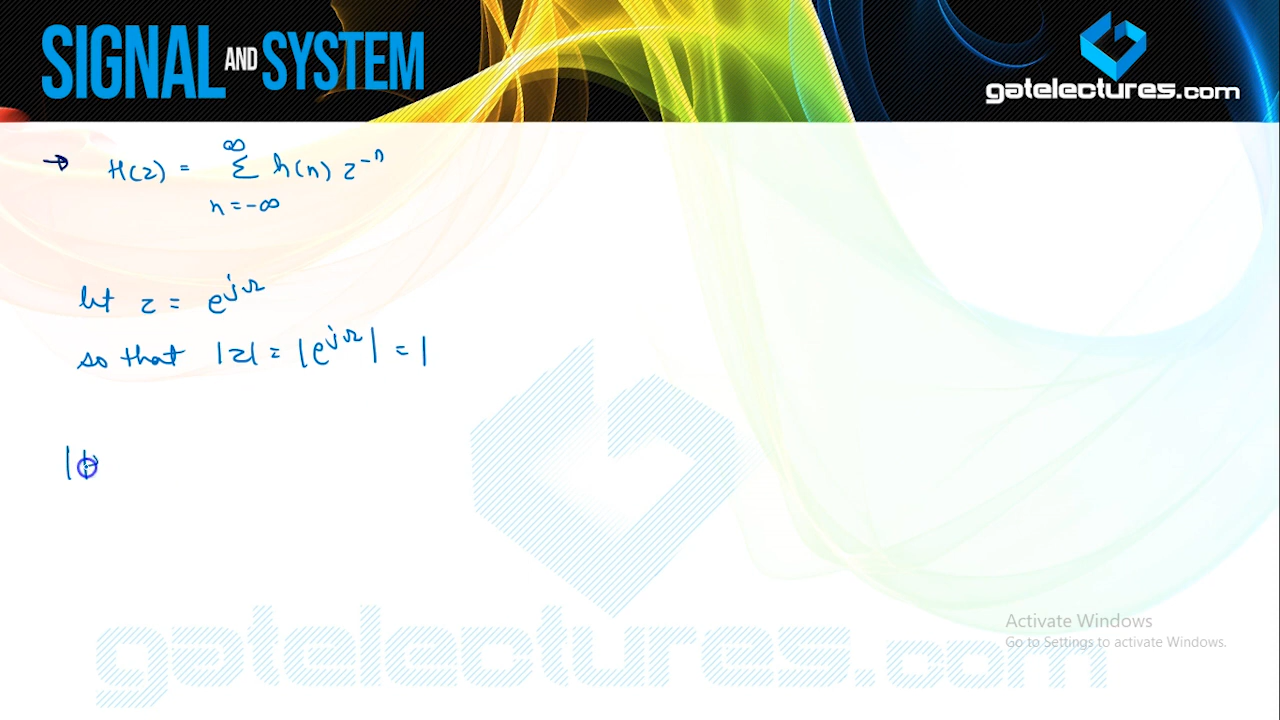 SIGNAL AND SYSTEM
gatelectures.com
H(z) = ∞ Σ n = -∞ h(n) z^{-n}
let z = e^{jΩ}
so that |z| = |e^{jΩ}| = 1
gatelectures.com
Activate Windows
Go to Settings to activate Windows.